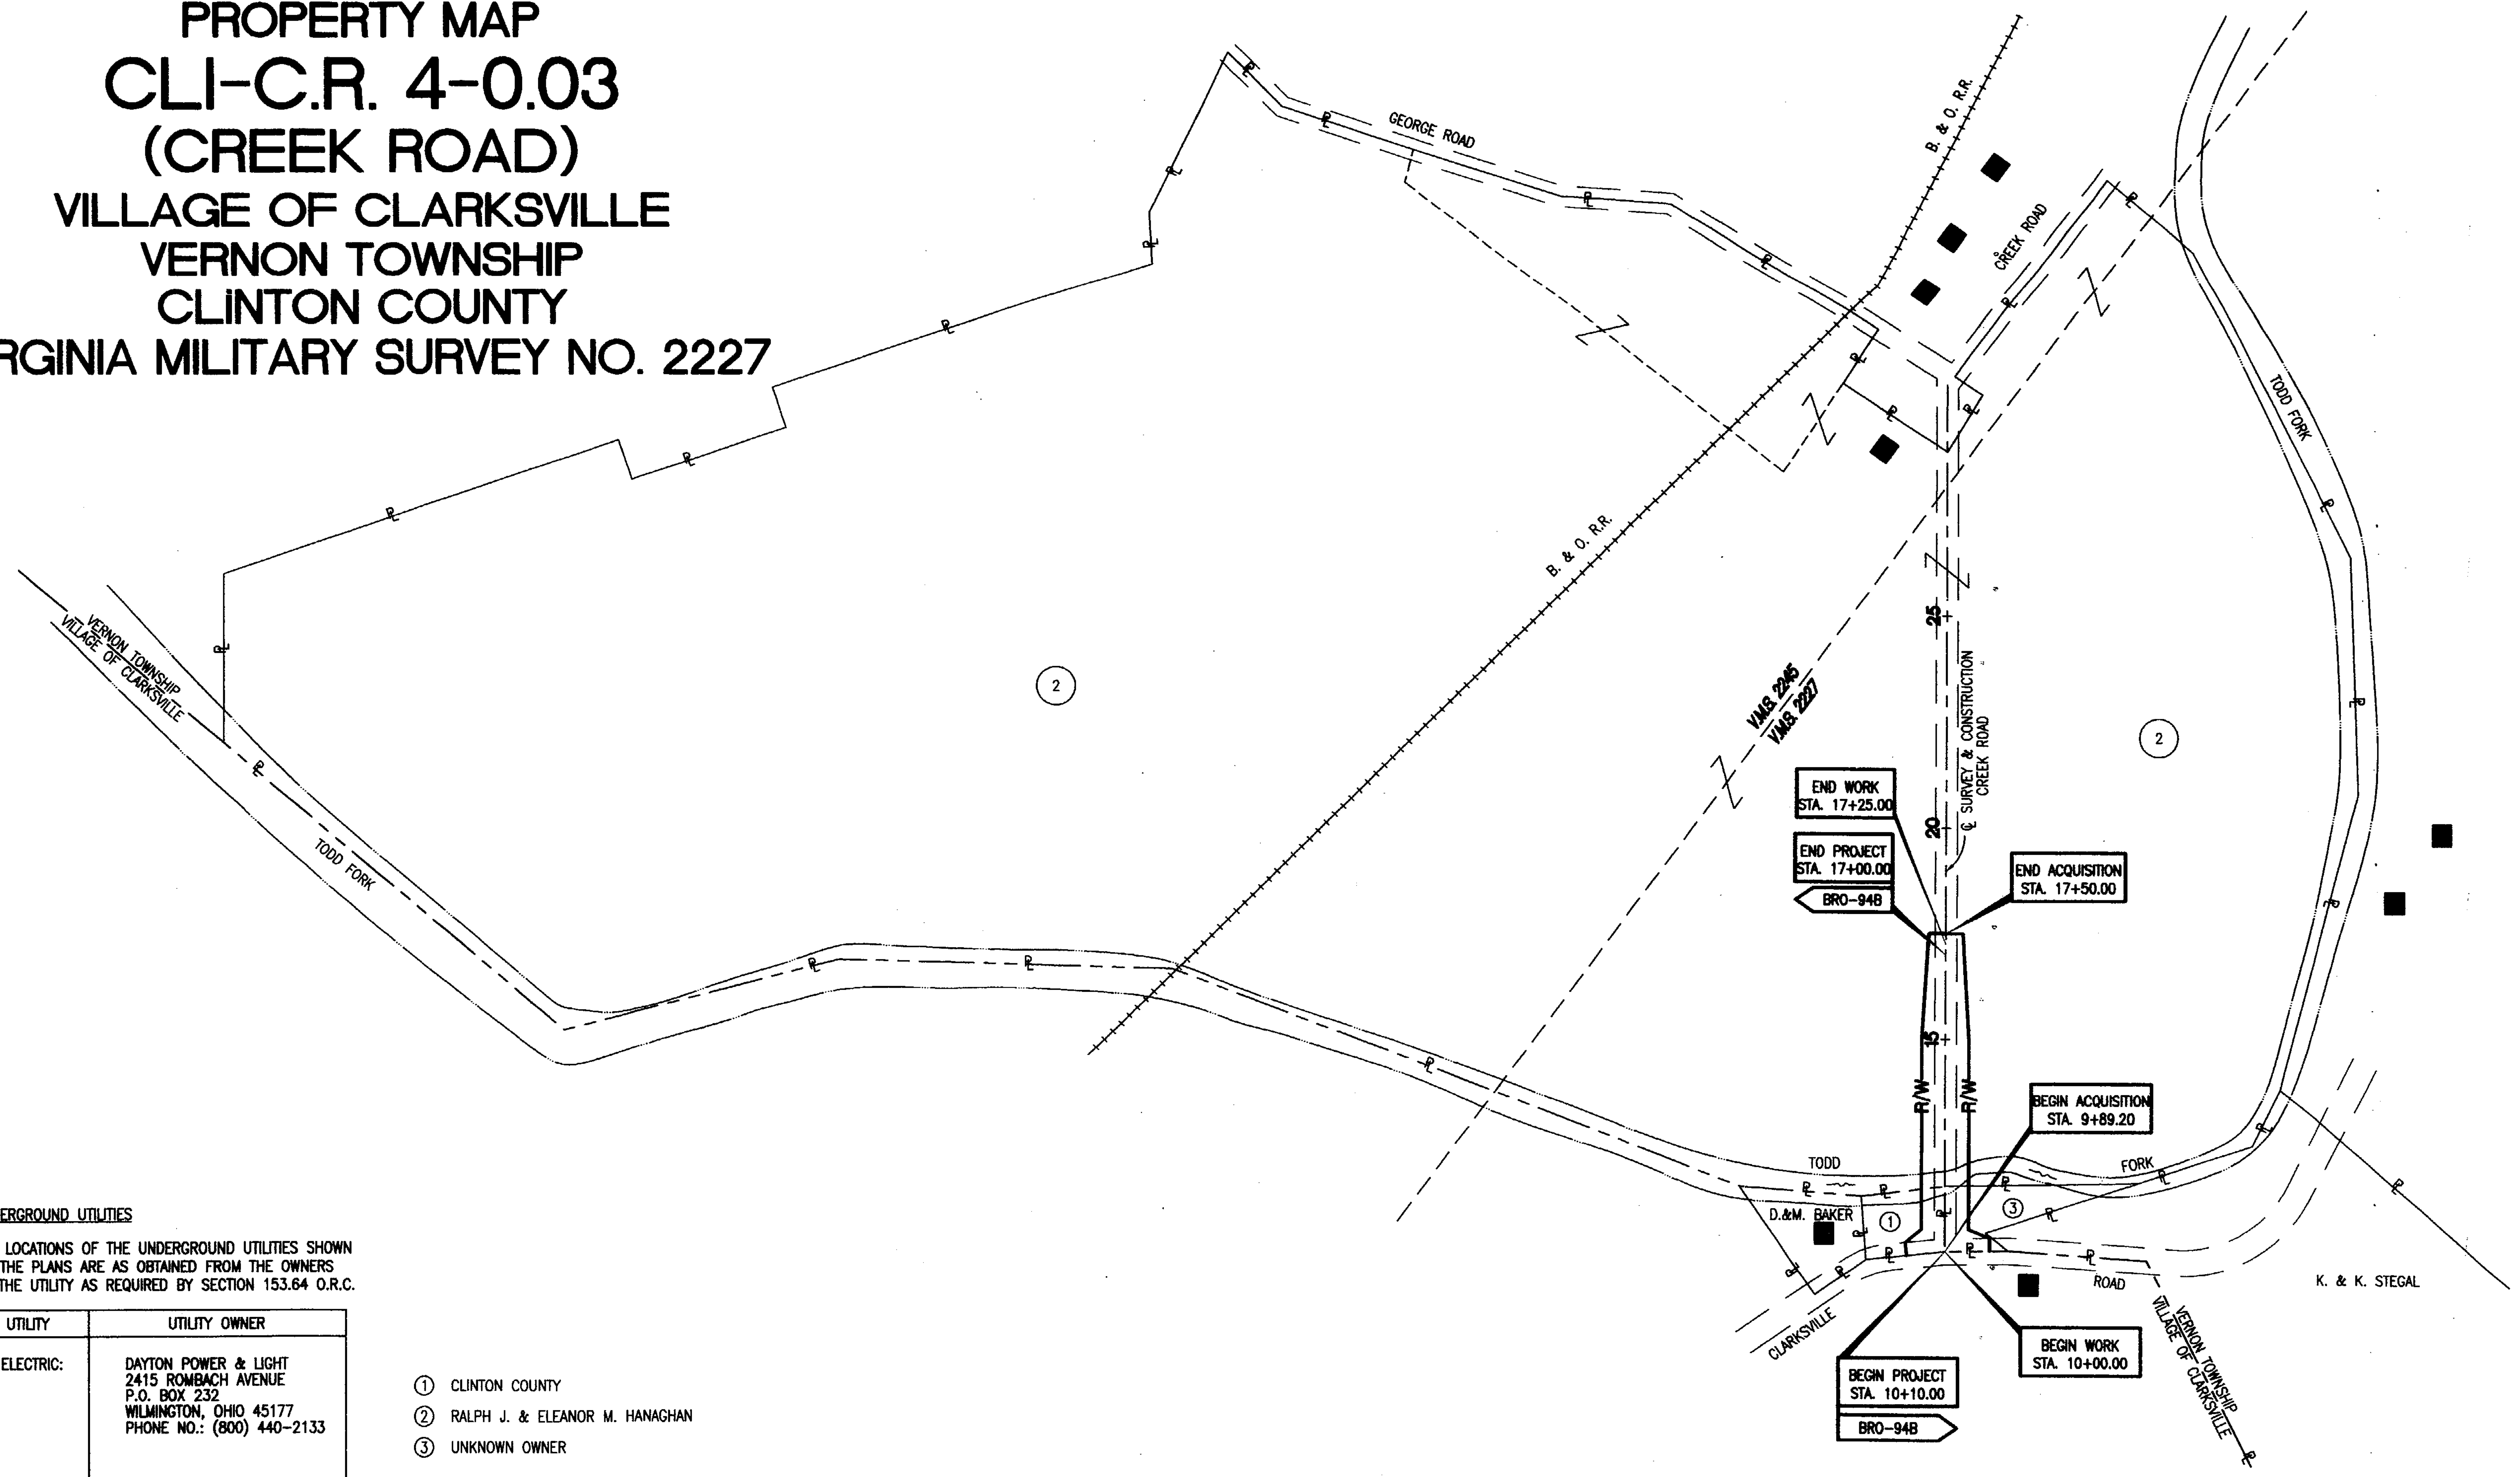 PROPERTY MAP
CLI-C.R. 4-0.03
(CREEK ROAD)
VILLAGE OF CLARKSVILLE
VERNON TOWNSHIP
CLINTON COUNTY
RGINIA MILITARY SURVEY NO. 2227
GEORGE ROAD
B. & O. R.R.
CREEK ROAD
TODD FORK
B. & O. R.R.
VERNON TOWNSHIP
VILLAGE OF CLARKSVILLE
TODD FORK
2
V.M.S. 2245
V.M.S. 2227
25
20
15
℄ SURVEY & CONSTRUCTION
CREEK ROAD
2
END WORK
STA. 17+25.00
END PROJECT
STA. 17+00.00
BRO-94B
END ACQUISITION
STA. 17+50.00
R/W
R/W
BEGIN ACQUISITION
STA. 9+89.20
TODD
FORK
D.&M. BAKER
1
3
CLARKSVILLE
ROAD
K. & K. STEGAL
BEGIN PROJECT
STA. 10+10.00
BRO-94B
BEGIN WORK
STA. 10+00.00
VERNON TOWNSHIP
VILLAGE OF CLARKSVILLE
ERGROUND UTILITIES
LOCATIONS OF THE UNDERGROUND UTILITIES SHOWN
THE PLANS ARE AS OBTAINED FROM THE OWNERS
THE UTILITY AS REQUIRED BY SECTION 153.64 O.R.C.
UTILITY UTILITY OWNER
ELECTRIC: DAYTON POWER & LIGHT
2415 ROMBACH AVENUE
P.O. BOX 232
WILMINGTON, OHIO 45177
PHONE NO.: (800) 440-2133
1 CLINTON COUNTY
2 RALPH J. & ELEANOR M. HANAGHAN
3 UNKNOWN OWNER